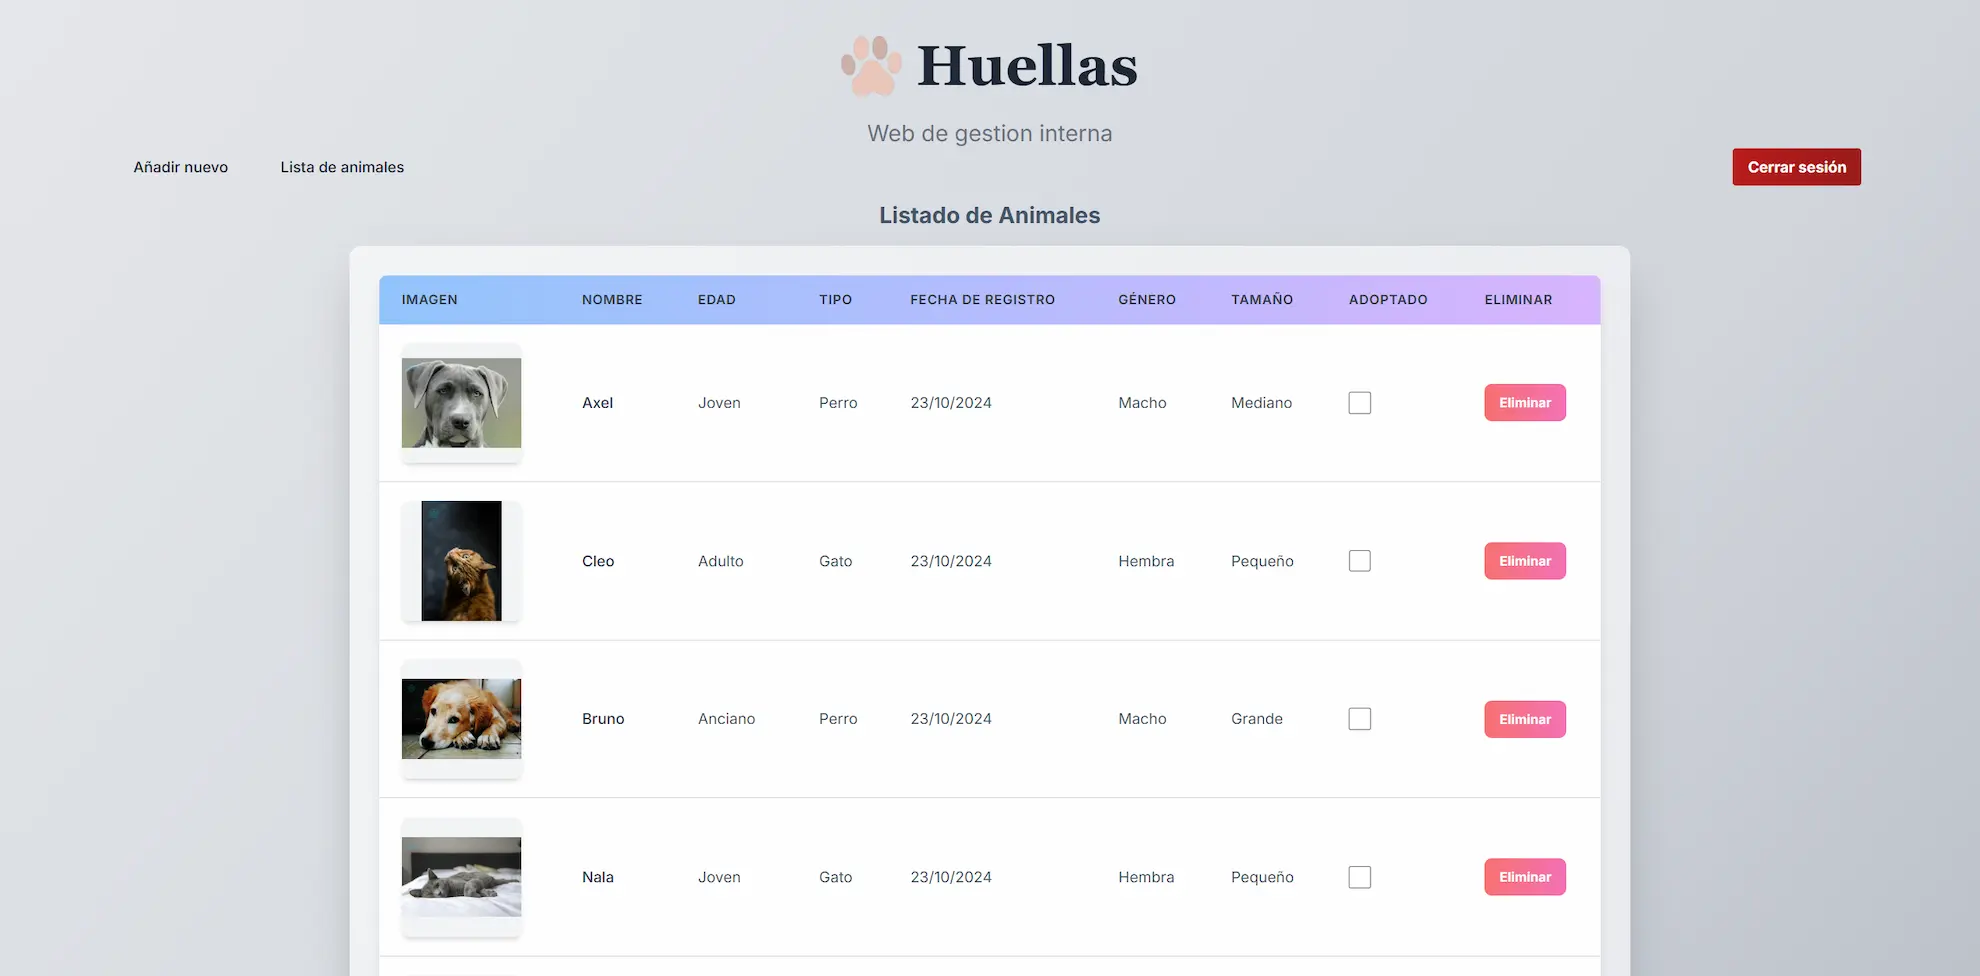 Huellas
Web de gestion interna
Añadir nuevo Lista de animales Cerrar sesión
Listado de Animales
IMAGEN NOMBRE EDAD TIPO FECHA DE REGISTRO GÉNERO TAMAÑO ADOPTADO ELIMINAR
Axel Joven Perro 23/10/2024 Macho Mediano Eliminar
Cleo Adulto Gato 23/10/2024 Hembra Pequeño Eliminar
Bruno Anciano Perro 23/10/2024 Macho Grande Eliminar
Nala Joven Gato 23/10/2024 Hembra Pequeño Eliminar